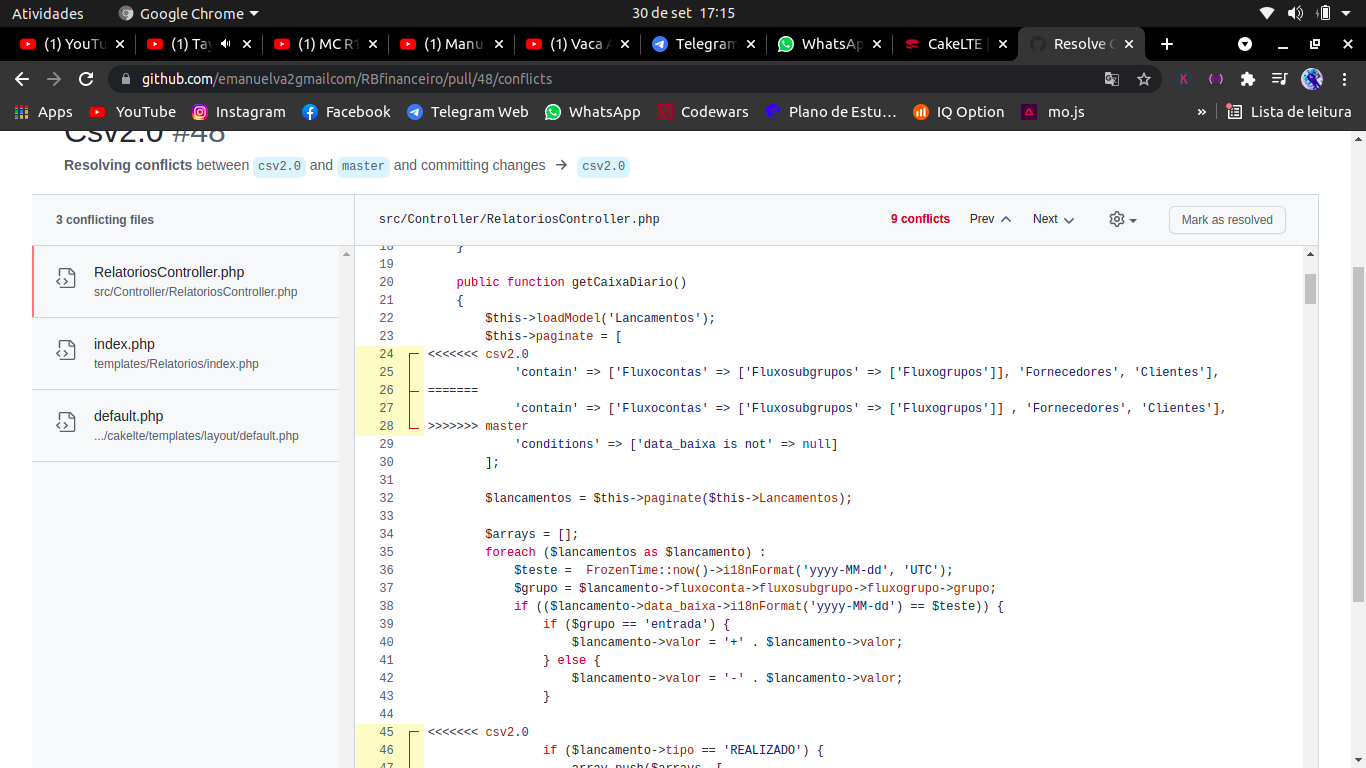 Atividades Google Chrome 30 de set 17:15
(1) YouTu (1) Tay (1) MC R1 (1) Manu (1) Vaca A Telegram WhatsAp CakeLTE | Resolve C
github.com/emanuelva2gmailcom/RBfinanceiro/pull/48/conflicts
Apps YouTube Instagram Facebook Telegram Web WhatsApp Codewars Plano de Estu… IQ Option mo.js » Lista de leitura
Csv2.0 #48
Resolving conflicts between csv2.0 and master and committing changes → csv2.0
3 conflicting files
RelatoriosController.php
src/Controller/RelatoriosController.php
index.php
templates/Relatorios/index.php
default.php
.../cakelte/templates/layout/default.php
src/Controller/RelatoriosController.php 9 conflicts Prev Next Mark as resolved
18 }
19
20 public function getCaixaDiario()
21 {
22 $this->loadModel('Lancamentos');
23 $this->paginate = [
24 <<<<<<< csv2.0
25 'contain' => ['Fluxocontas' => ['Fluxosubgrupos' => ['Fluxogrupos']], 'Fornecedores', 'Clientes'],
26 =======
27 'contain' => ['Fluxocontas' => ['Fluxosubgrupos' => ['Fluxogrupos']] , 'Fornecedores', 'Clientes'],
28 >>>>>>> master
29 'conditions' => ['data_baixa is not' => null]
30 ];
31
32 $lancamentos = $this->paginate($this->Lancamentos);
33
34 $arrays = [];
35 foreach ($lancamentos as $lancamento) :
36 $teste =  FrozenTime::now()->i18nFormat('yyyy-MM-dd', 'UTC');
37 $grupo = $lancamento->fluxoconta->fluxosubgrupo->fluxogrupo->grupo;
38 if (($lancamento->data_baixa->i18nFormat('yyyy-MM-dd') == $teste)) {
39 if ($grupo == 'entrada') {
40 $lancamento->valor = '+' . $lancamento->valor;
41 } else {
42 $lancamento->valor = '-' . $lancamento->valor;
43 }
44
45 <<<<<<< csv2.0
46 if ($lancamento->tipo == 'REALIZADO') {
47 array_push($arrays, [